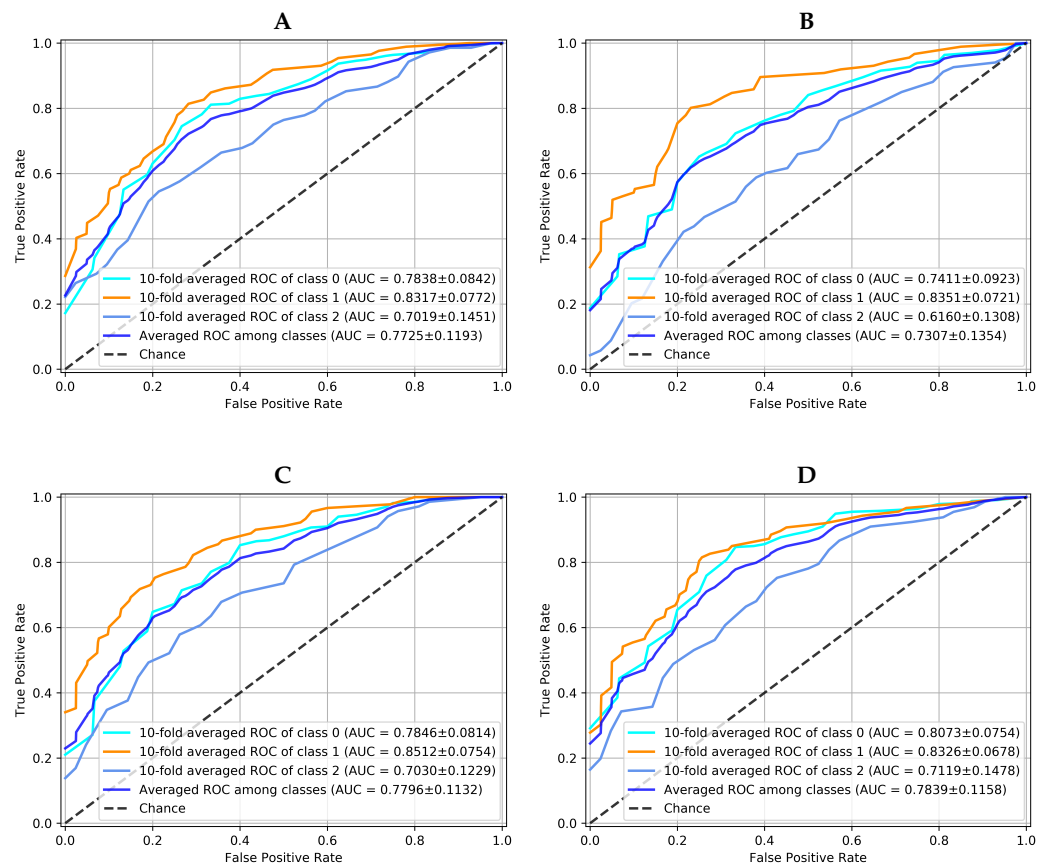 A
1.0
0.8
0.6
0.4
0.2
0.0
True Positive Rate
10-fold averaged ROC of class 0 (AUC = 0.7838±0.0842)
10-fold averaged ROC of class 1 (AUC = 0.8317±0.0772)
10-fold averaged ROC of class 2 (AUC = 0.7019±0.1451)
Averaged ROC among classes (AUC = 0.7725±0.1193)
Chance
0.0 0.2 0.4 0.6 0.8 1.0
False Positive Rate
B
1.0
0.8
0.6
0.4
0.2
0.0
True Positive Rate
10-fold averaged ROC of class 0 (AUC = 0.7411±0.0923)
10-fold averaged ROC of class 1 (AUC = 0.8351±0.0721)
10-fold averaged ROC of class 2 (AUC = 0.6160±0.1308)
Averaged ROC among classes (AUC = 0.7307±0.1354)
Chance
0.0 0.2 0.4 0.6 0.8 1.0
False Positive Rate
C
1.0
0.8
0.6
0.4
0.2
0.0
True Positive Rate
10-fold averaged ROC of class 0 (AUC = 0.7846±0.0814)
10-fold averaged ROC of class 1 (AUC = 0.8512±0.0754)
10-fold averaged ROC of class 2 (AUC = 0.7030±0.1229)
Averaged ROC among classes (AUC = 0.7796±0.1132)
Chance
0.0 0.2 0.4 0.6 0.8 1.0
False Positive Rate
D
1.0
0.8
0.6
0.4
0.2
0.0
True Positive Rate
10-fold averaged ROC of class 0 (AUC = 0.8073±0.0754)
10-fold averaged ROC of class 1 (AUC = 0.8326±0.0678)
10-fold averaged ROC of class 2 (AUC = 0.7119±0.1478)
Averaged ROC among classes (AUC = 0.7839±0.1158)
Chance
0.0 0.2 0.4 0.6 0.8 1.0
False Positive Rate